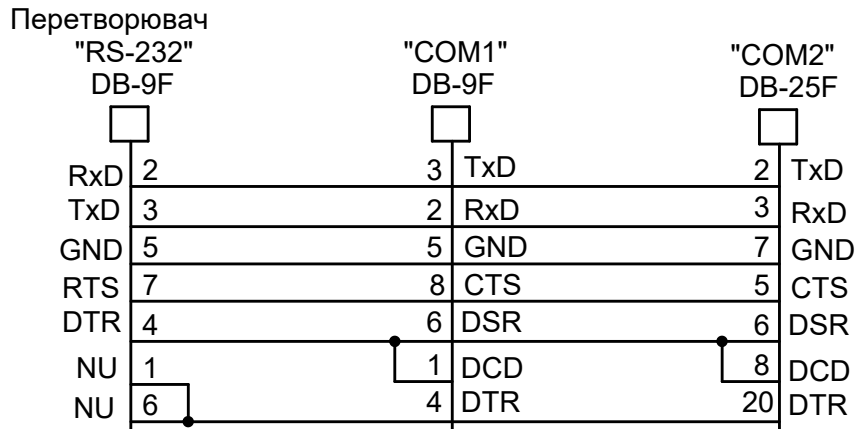 Перетворювач
"RS-232" "COM1" "COM2"
DB-9F DB-9F DB-25F
RxD 2 3 TxD 2 TxD
TxD 3 2 RxD 3 RxD
GND 5 5 GND 7 GND
RTS 7 8 CTS 5 CTS
DTR 4 6 DSR 6 DSR
NU 1 1 DCD 8 DCD
NU 6 4 DTR 20 DTR